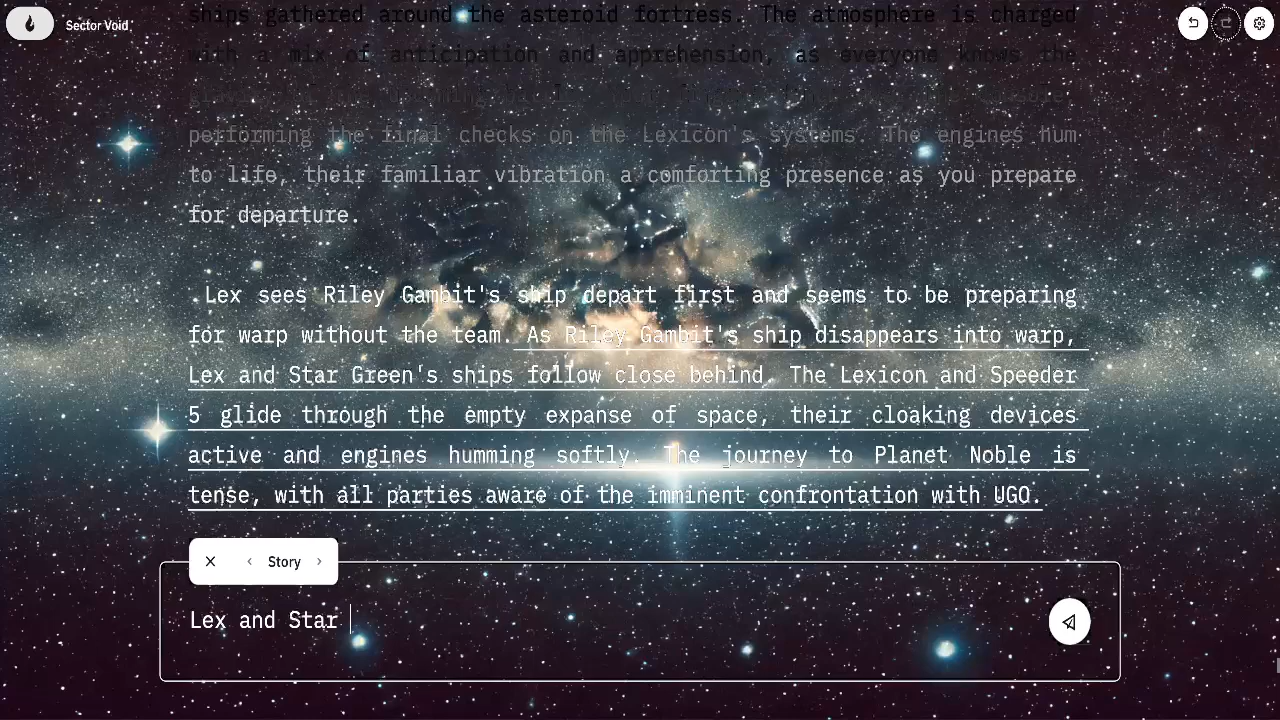 Sector Void
ships gathered around the asteroid fortress. The atmosphere is charged
with a mix of anticipation and apprehension, as everyone knows the
performing the final checks on the Lexicon's systems. The engines hum
to life, their familiar vibration a comforting presence as you prepare
for departure.
. Lex sees Riley Gambit's ship depart first and seems to be preparing
for warp without the team. As Riley Gambit's ship disappears into warp,
Lex and Star Green's ships follow close behind. The Lexicon and Speeder
5 glide through the empty expanse of space, their cloaking devices
active and engines humming softly. The journey to Planet Noble is
tense, with all parties aware of the imminent confrontation with UGO.
Story
Lex and Star